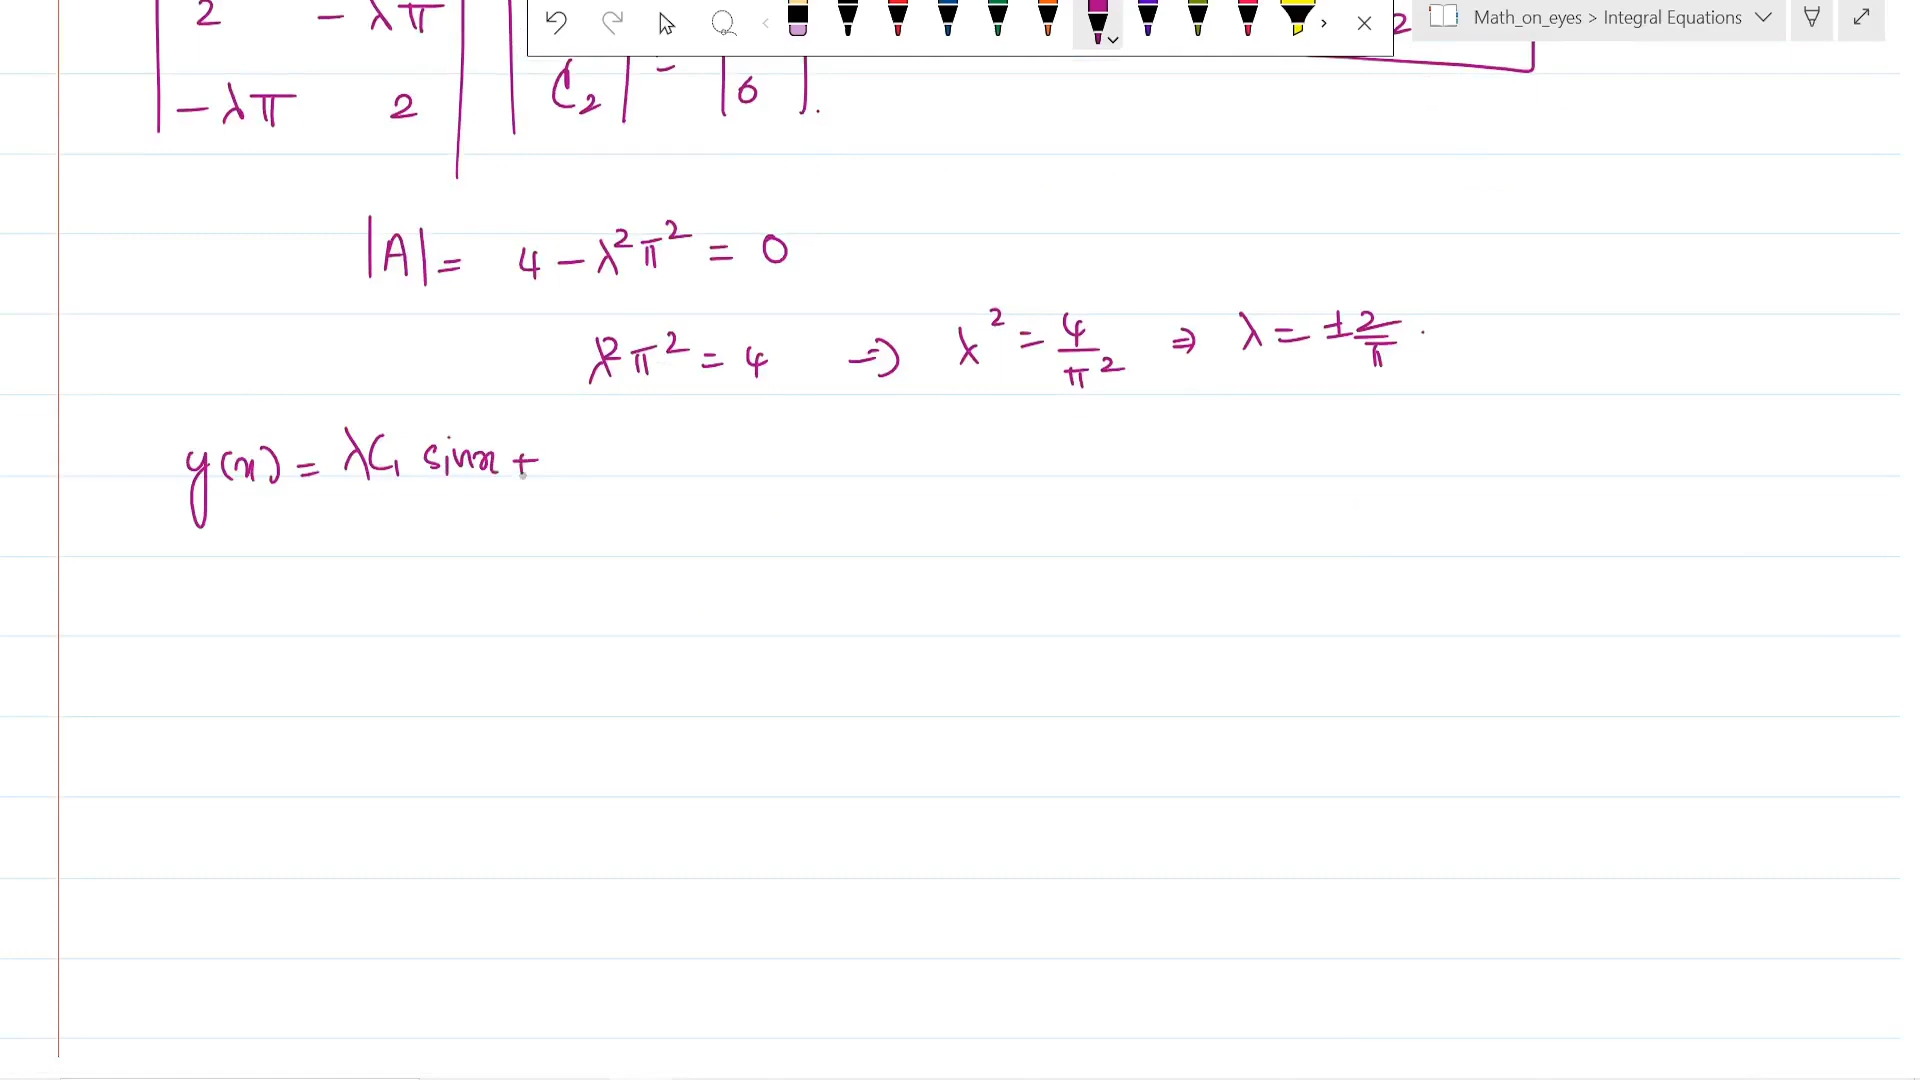 Math_on_eyes > Integral Equations
2 - λπ
2
-λπ 2 C₂ = 0 .
|A| = 4 - λ²π² = 0
λ²π² = 4 ⇒ λ² = 4/π² ⇒ λ = ±2/π .
y(x) = λC₁ sinx +